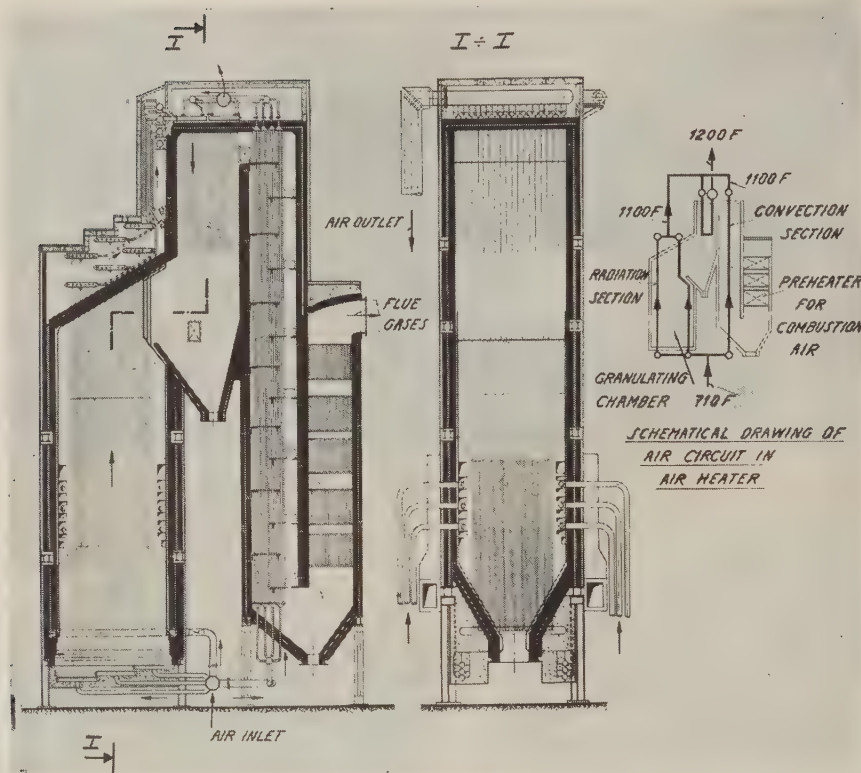 I
I ÷ I
1200 F
1100 F
1100 F
CONVECTION
SECTION
AIR OUTLET
RADIATION
SECTION
PREHEATER
FOR
COMBUSTION
AIR
FLUE
GASES
GRANULATING
CHAMBER
710 F
SCHEMATICAL DRAWING OF
AIR CIRCUIT IN
AIR HEATER
AIR INLET
I